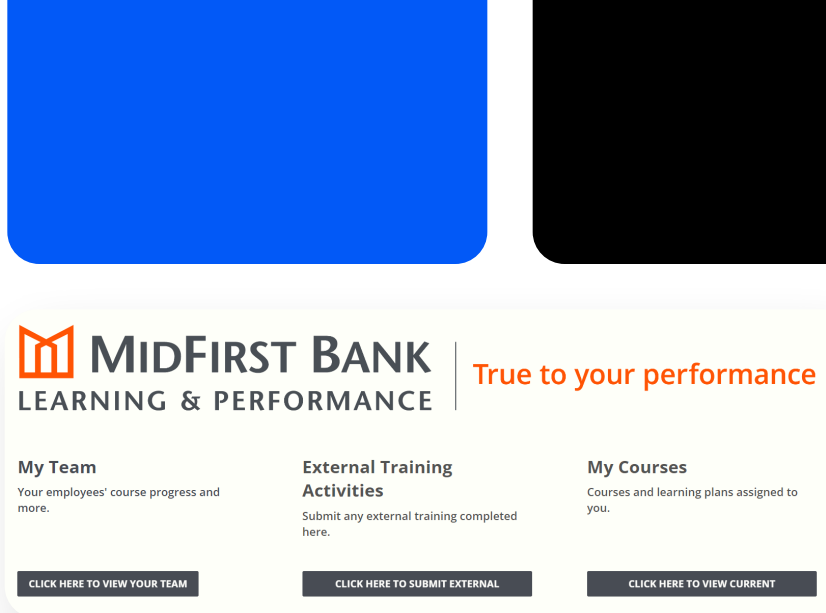 MIDFIRST BANK
LEARNING & PERFORMANCE
True to your performance
My Team
Your employees' course progress and
more.
CLICK HERE TO VIEW YOUR TEAM
External Training
Activities
Submit any external training completed
here.
CLICK HERE TO SUBMIT EXTERNAL
My Courses
Courses and learning plans assigned to
you.
CLICK HERE TO VIEW CURRENT